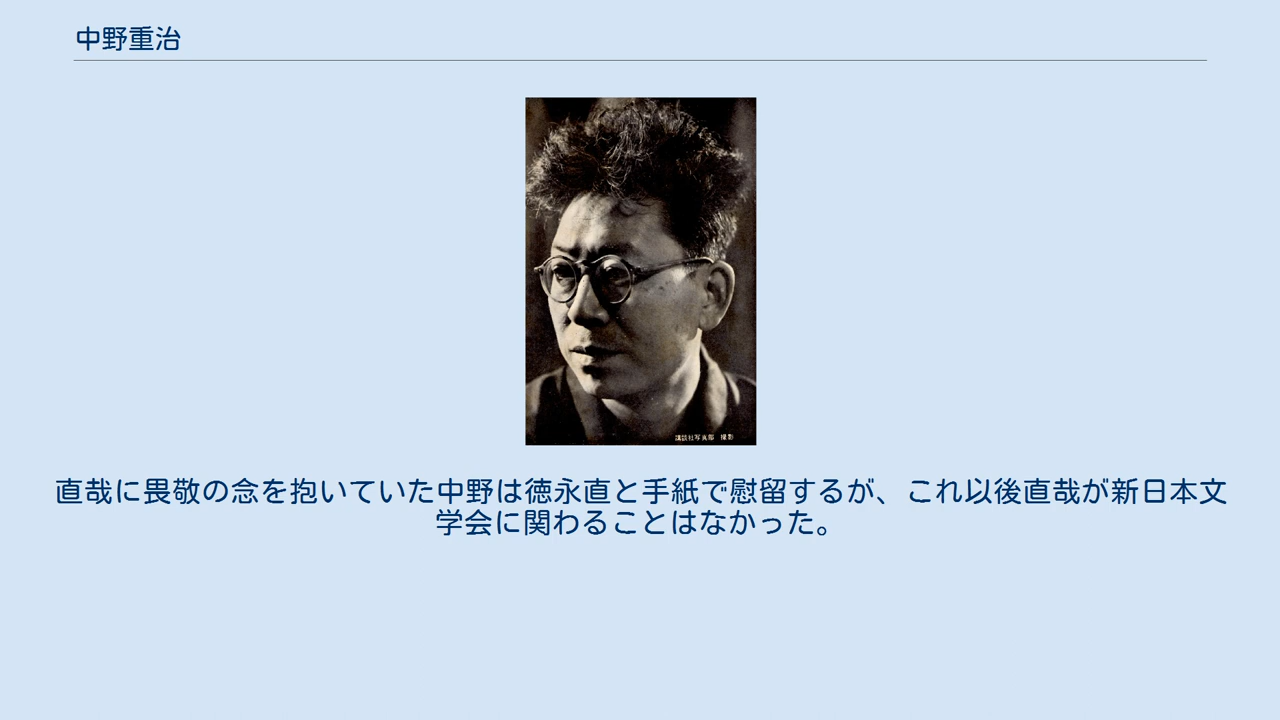 中野重治
講談社写真部 撮影
直哉に畏敬の念を抱いていた中野は徳永直と手紙で慰留するが、これ以後直哉が新日本文
学会に関わることはなかった。